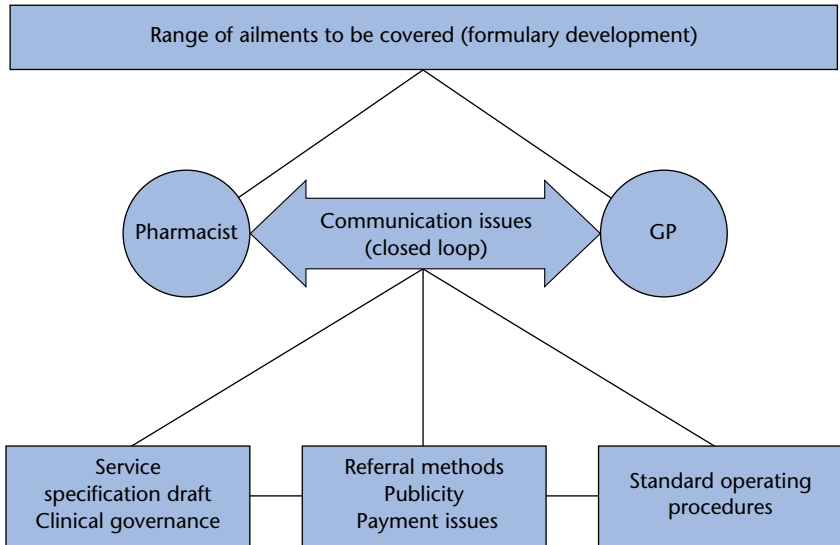 Range of ailments to be covered (formulary development)
Pharmacist
Communication issues
(closed loop)
GP
Service
specification draft
Clinical governance
Referral methods
Publicity
Payment issues
Standard operating
procedures